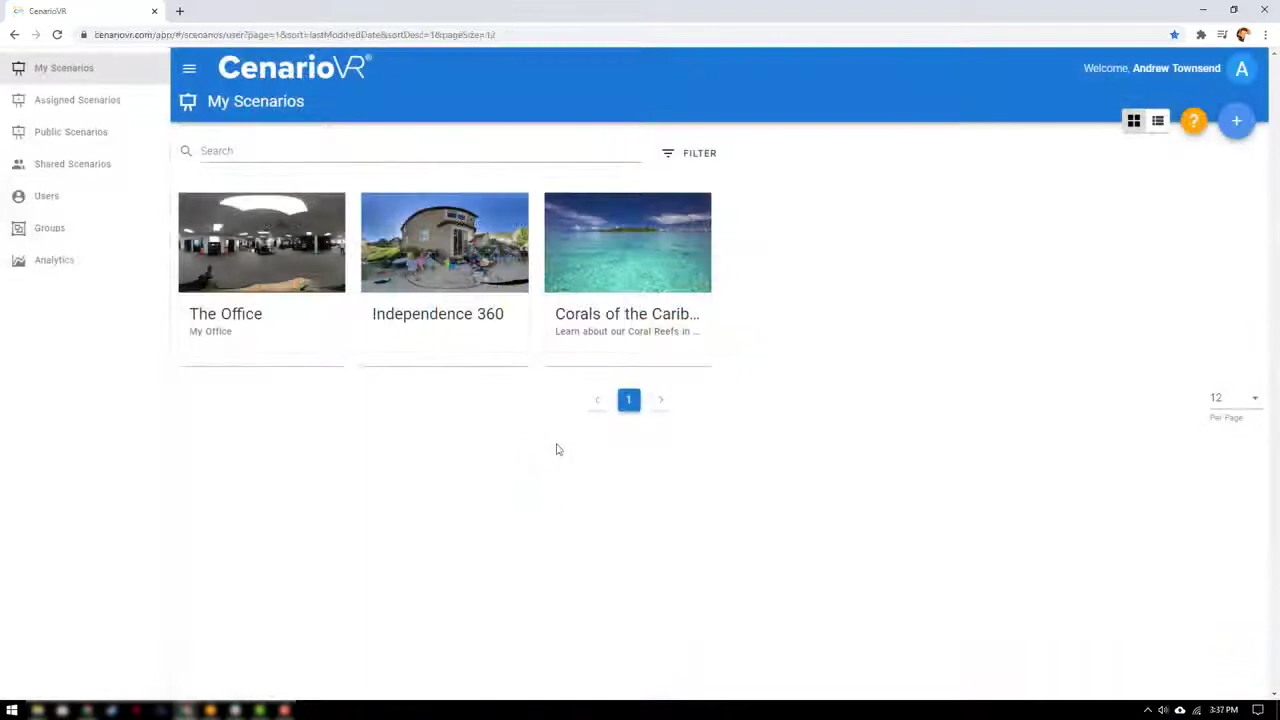 CenarioVR
cenariovr.com/app/#/scenarios/user?page=1&sort=lastModifiedDate&sortDesc=1&pageSize=12
My Scenarios
Assigned Scenarios
Public Scenarios
Shared Scenarios
Users
Groups
Analytics
CenarioVR®
Welcome, Andrew Townsend
A
My Scenarios
?
+
Search
FILTER
The Office
My Office
Independence 360
Corals of the Carib...
Learn about our Coral Reefs in ...
1
12
Per Page
3:37 PM